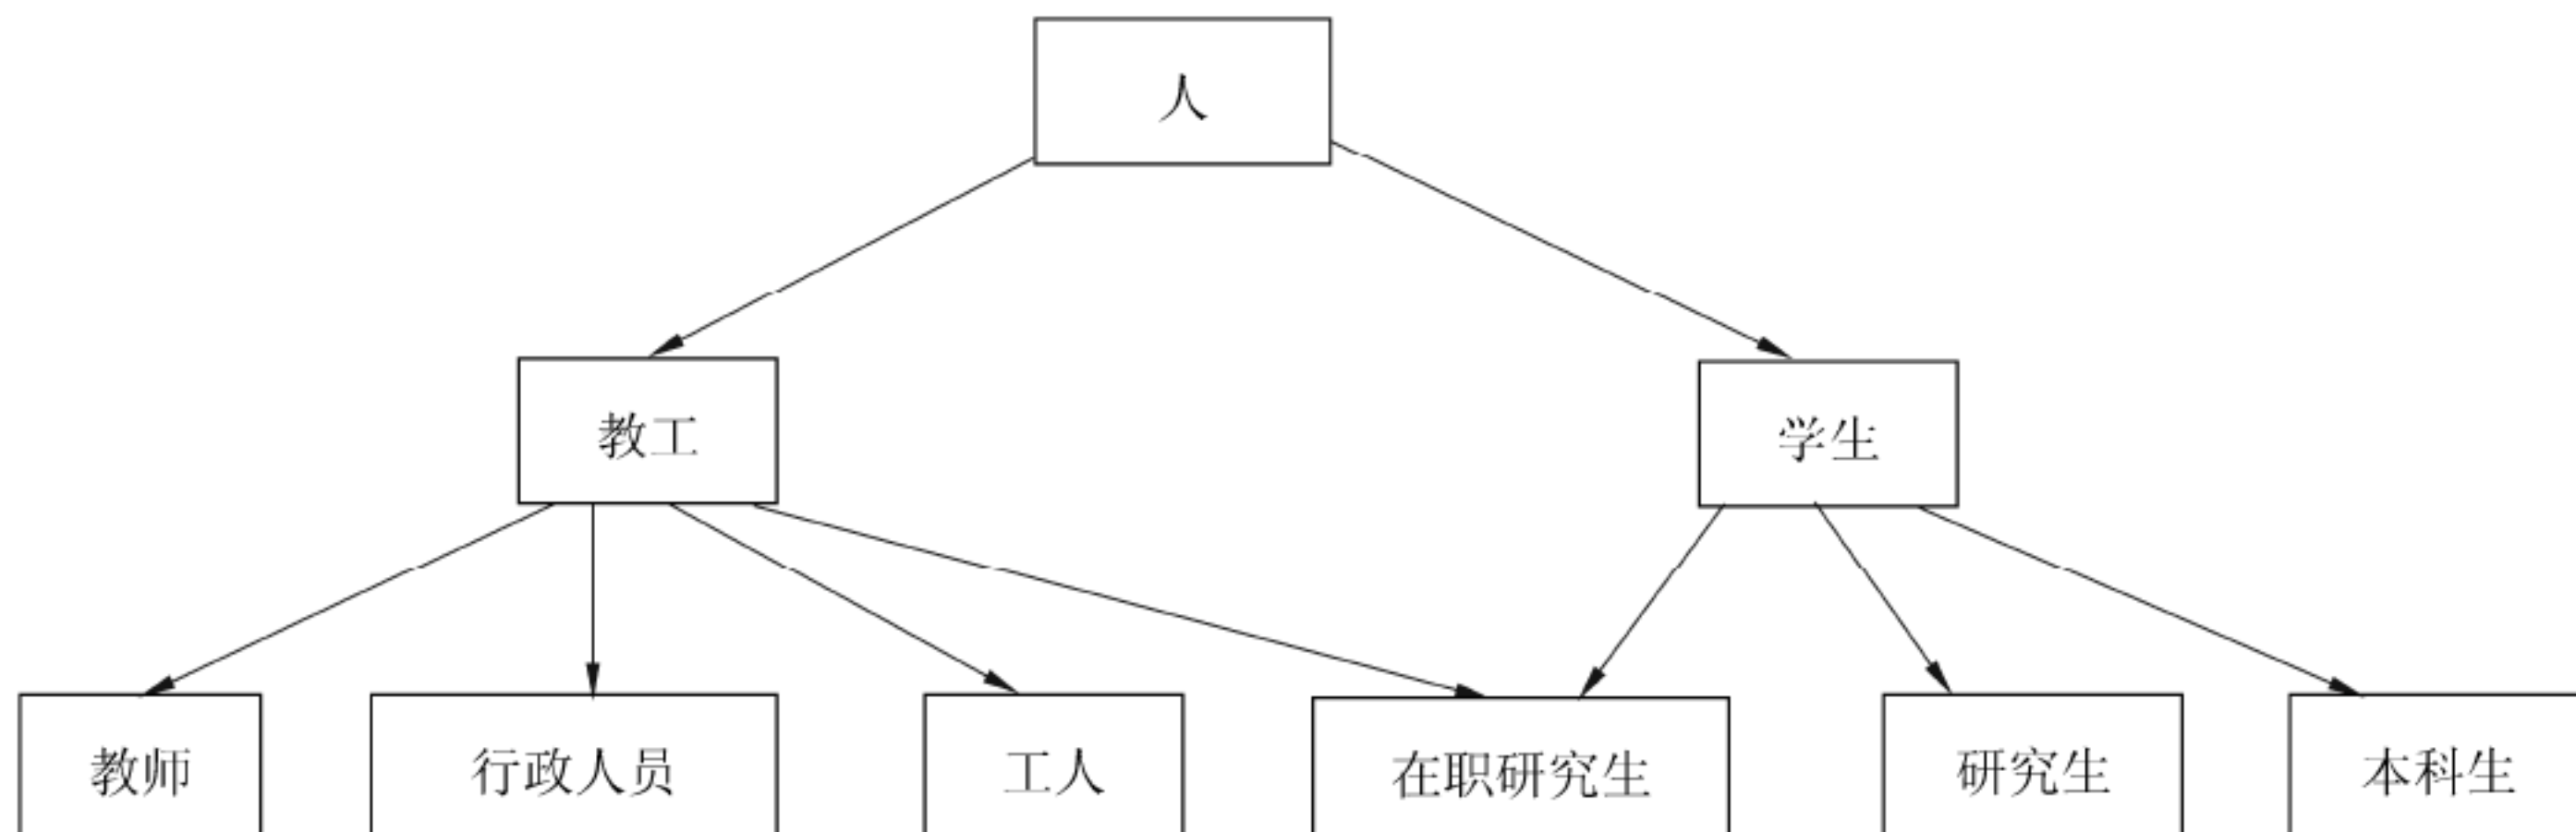 人
教工
学生
教师
行政人员
工人
在职研究生
研究生
本科生